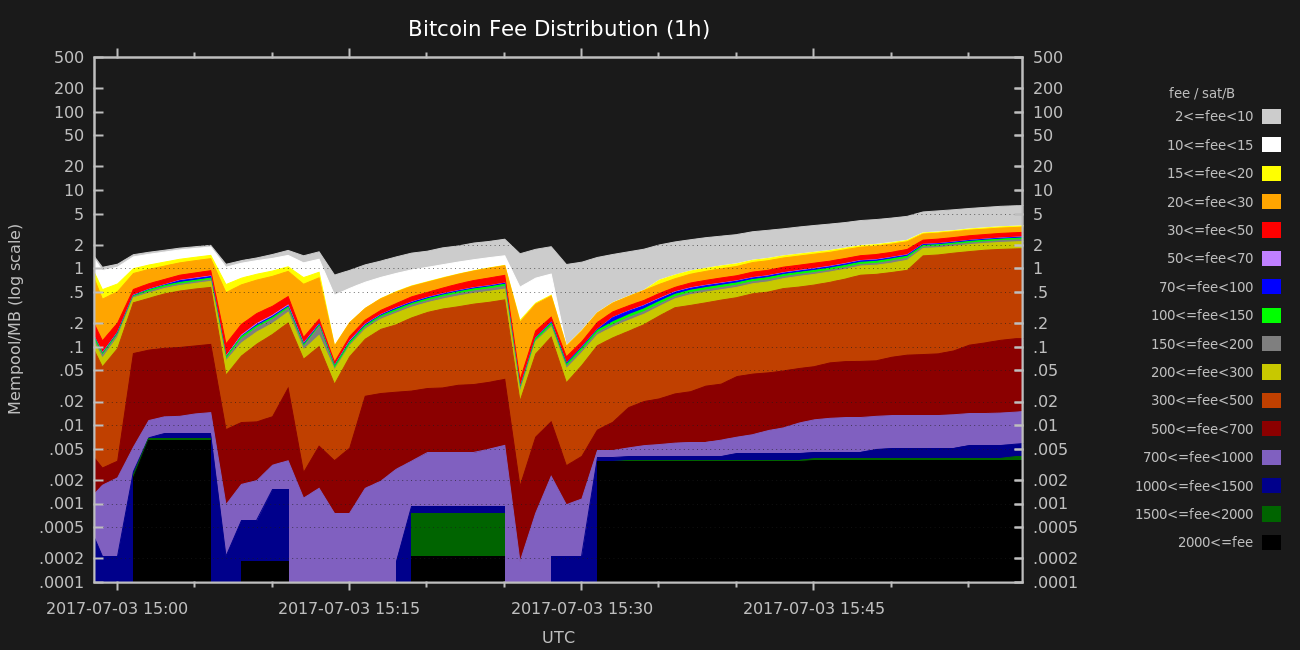 Bitcoin Fee Distribution (1h)
Mempool/MB (log scale)
500
200
100
50
20
10
5
2
1
.5
.2
.1
.05
.02
.01
.005
.002
.001
.0005
.0002
.0001
500
200
100
50
20
10
5
2
1
.5
.2
.1
.05
.02
.01
.005
.002
.001
.0005
.0002
.0001
fee / sat/B
2<=fee<10
10<=fee<15
15<=fee<20
20<=fee<30
30<=fee<50
50<=fee<70
70<=fee<100
100<=fee<150
150<=fee<200
200<=fee<300
300<=fee<500
500<=fee<700
700<=fee<1000
1000<=fee<1500
1500<=fee<2000
2000<=fee
2017-07-03 15:00 2017-07-03 15:15 2017-07-03 15:30 2017-07-03 15:45
UTC